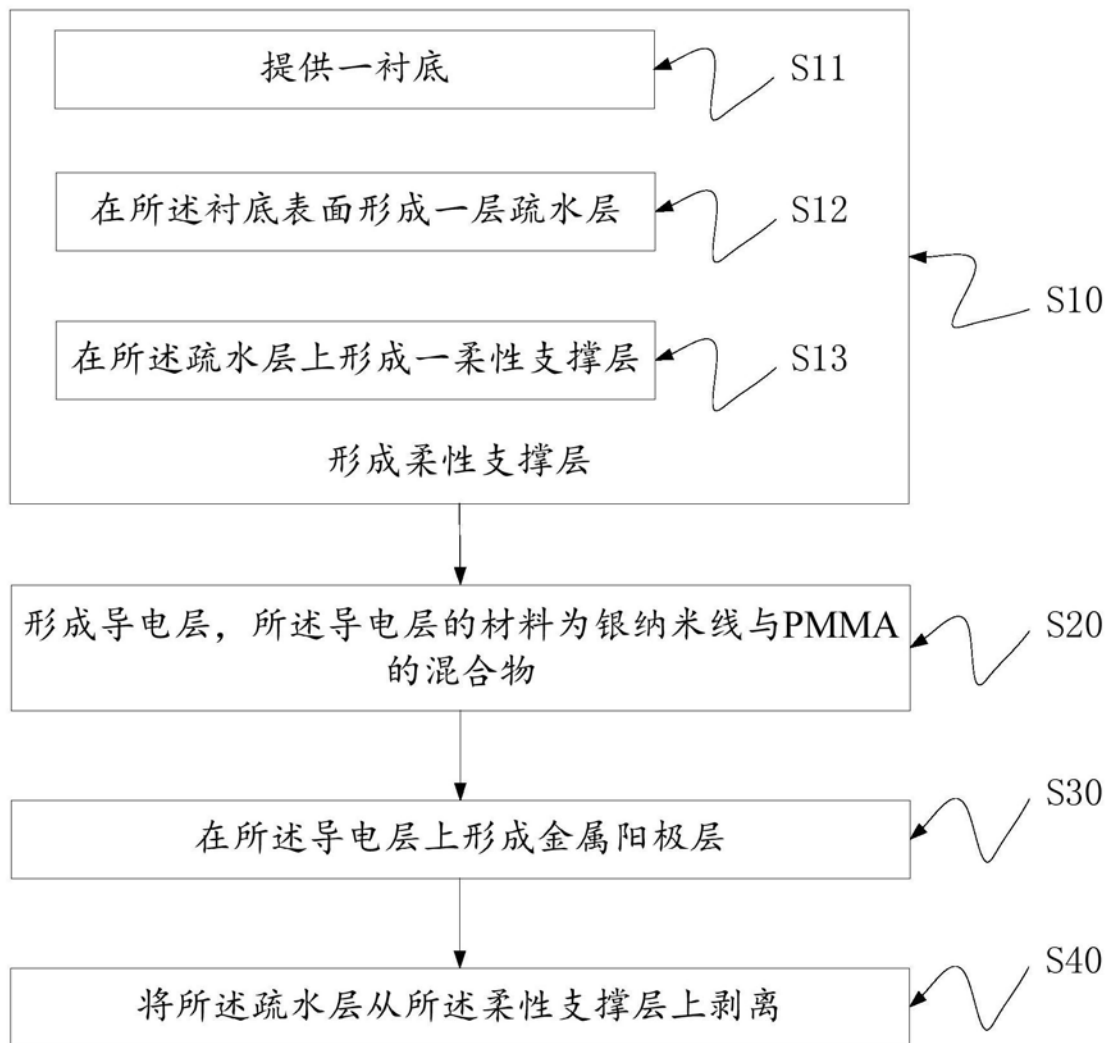 提供一衬底
S11
在所述衬底表面形成一层疏水层
S12
S10
在所述疏水层上形成一柔性支撑层
S13
形成柔性支撑层
形成导电层，所述导电层的材料为银纳米线与PMMA
的混合物
S20
在所述导电层上形成金属阳极层
S30
将所述疏水层从所述柔性支撑层上剥离
S40